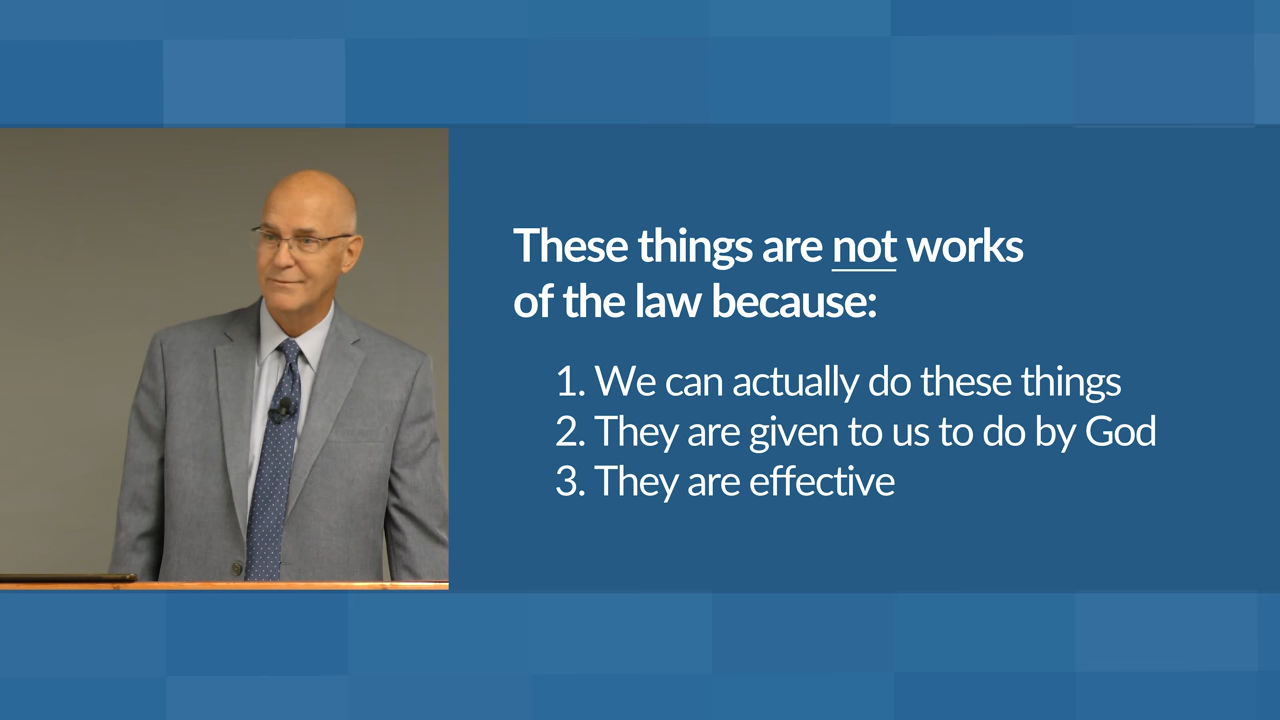 These things are not works
of the law because:
1. We can actually do these things
2. They are given to us to do by God
3. They are effective